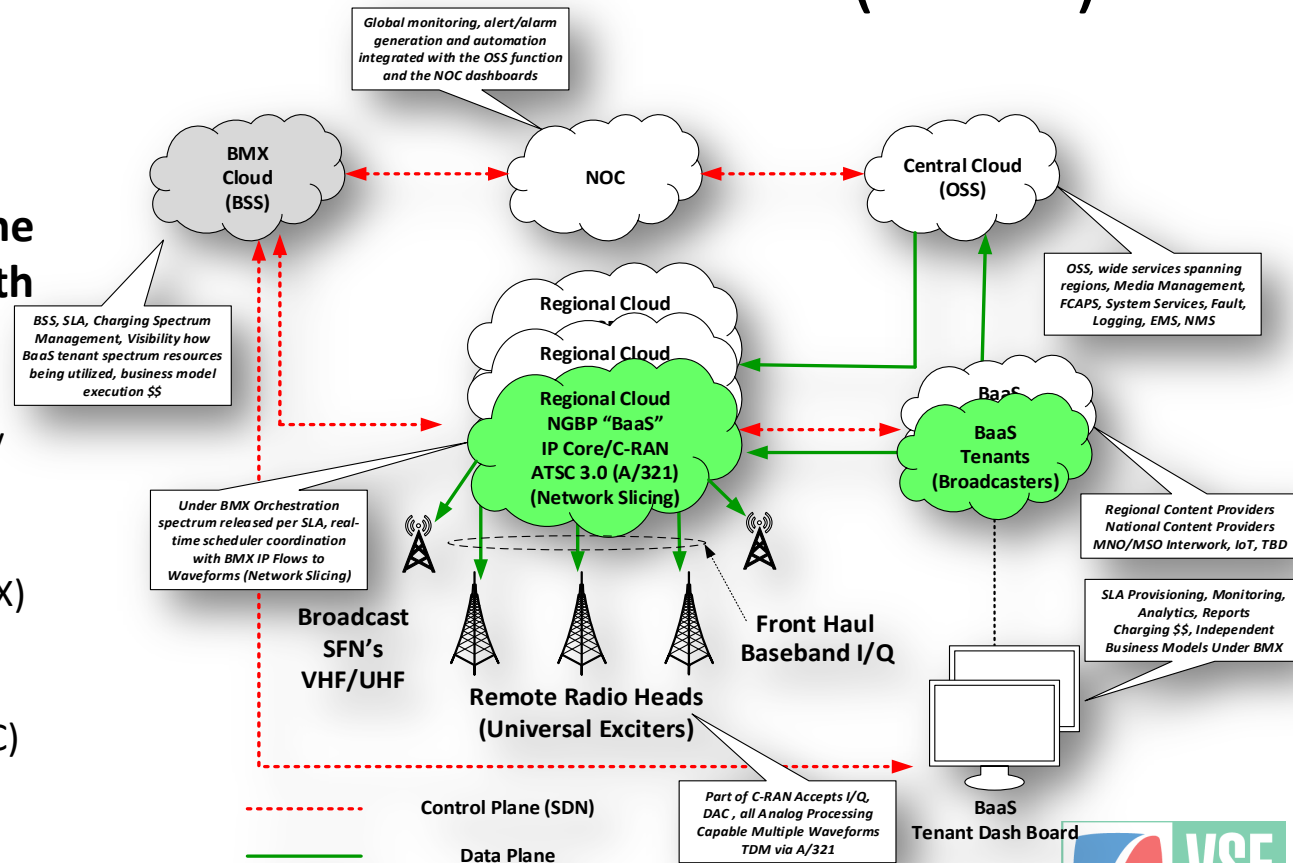 Global monitoring, alert/alarm
generation and automation
integrated with the OSS function
and the NOC dashboards
BMX
Cloud
(BSS)
NOC
Central Cloud
(OSS)
BSS, SLA, Charging Spectrum
Management, Visibility how
BaaS tenant spectrum resources
being utilized, business model
execution $$
OSS, wide services spanning
regions, Media Management,
FCAPS, System Services, Fault,
Logging, EMS, NMS
Regional Cloud
Regional Cloud
Regional Cloud
NGBP “BaaS”
IP Core/C-RAN
ATSC 3.0 (A/321)
(Network Slicing)
BaaS
BaaS
Tenants
(Broadcasters)
Under BMX Orchestration
spectrum released per SLA, real-
time scheduler coordination
with BMX IP Flows to
Waveforms (Network Slicing)
Regional Content Providers
National Content Providers
MNO/MSO Interwork, IoT, TBD
SLA Provisioning, Monitoring,
Analytics, Reports
Charging $$, Independent
Business Models Under BMX
Broadcast
SFN’s
VHF/UHF
Front Haul
Baseband I/Q
Remote Radio Heads
(Universal Exciters)
Part of C-RAN Accepts I/Q,
DAC , all Analog Processing
Capable Multiple Waveforms
TDM via A/321
BaaS
Tenant Dash Board
Control Plane (SDN)
Data Plane
VSF